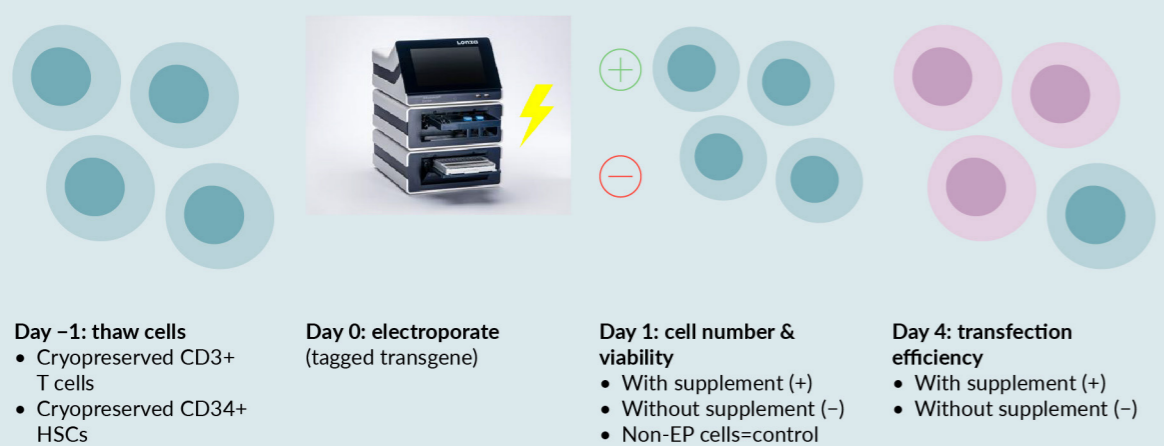 Lonza
+
−
Day −1: thaw cells
• Cryopreserved CD3+
T cells
• Cryopreserved CD34+
HSCs
Day 0: electroporate
(tagged transgene)
Day 1: cell number &
viability
• With supplement (+)
• Without supplement (−)
• Non-EP cells=control
Day 4: transfection
efficiency
• With supplement (+)
• Without supplement (−)